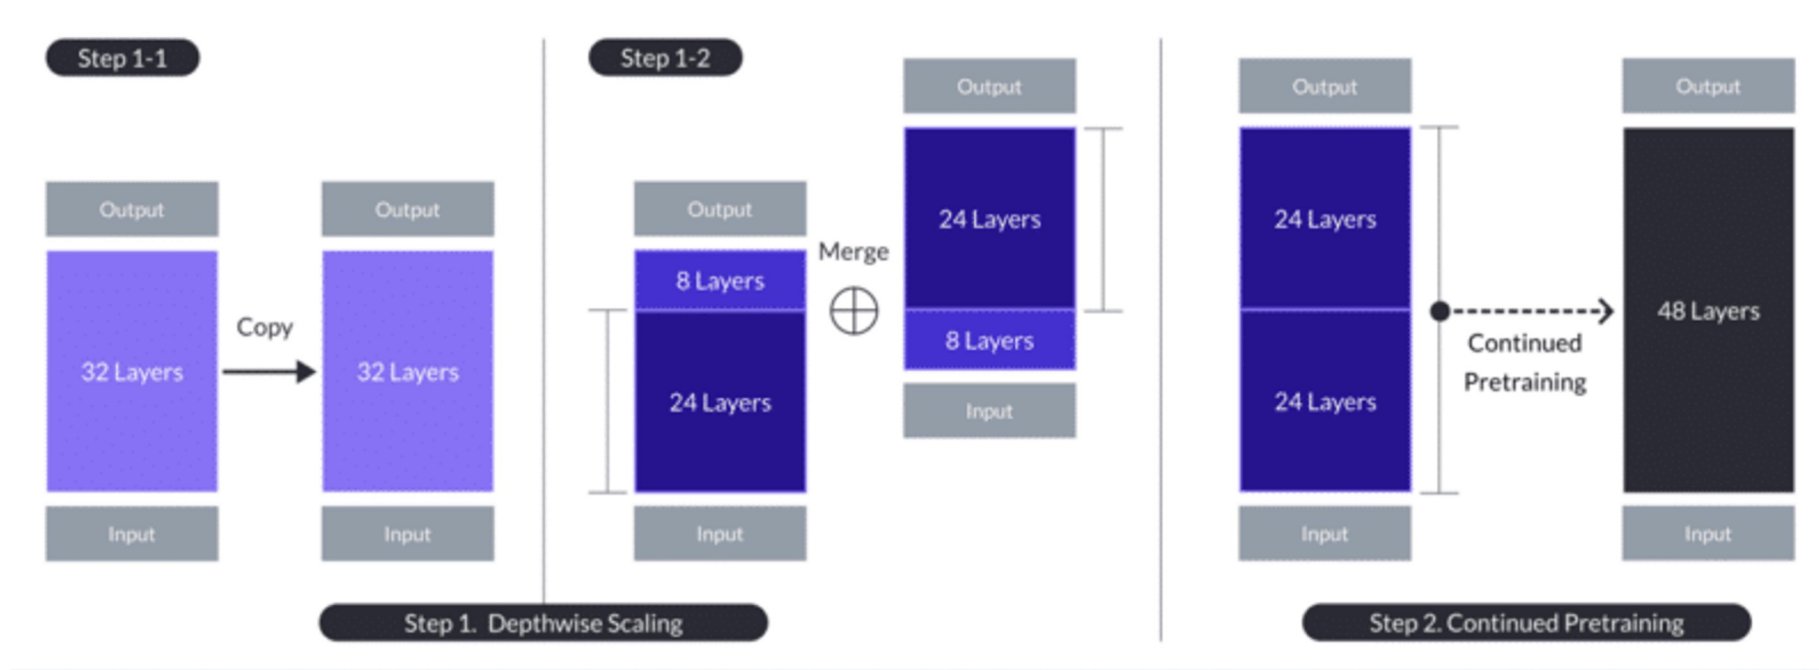 Step 1-1
Output
32 Layers
Input
Copy
Output
32 Layers
Input
Step 1-2
Output
8 Layers
24 Layers
Input
Merge
Output
24 Layers
8 Layers
Input
Step 1. Depthwise Scaling
Output
24 Layers
24 Layers
Input
Continued
Pretraining
Output
48 Layers
Input
Step 2. Continued Pretraining